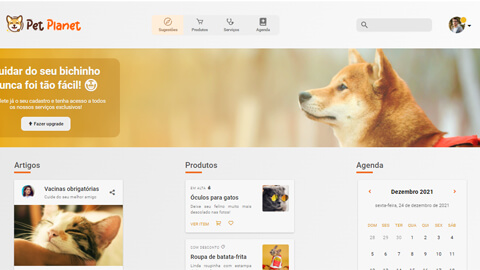 Pet Planet
Sugestões
Produtos
Serviços
Agenda
uidar do seu bichinho
unca foi tão fácil!
ete já o seu cadastro e tenha acesso a todos
os nossos serviços exclusivos!
Fazer upgrade
Artigos
Produtos
Agenda
Vacinas obrigatórias
Guia do seu melhor amigo
EM ALTA
Óculos para gatos
Deixe seu felino muito mais
descolado nas fotos!
VER ITEM
COM DESCONTO
Roupa de batata-frita
Linda roupinha com estampa
Dezembro 2021
sexta-feira, 24 de dezembro de 2021
DOM SEG TER QUA QUI SEX SÁB
28 29 30 1 2 3 4
5 6 7 8 9 10 11